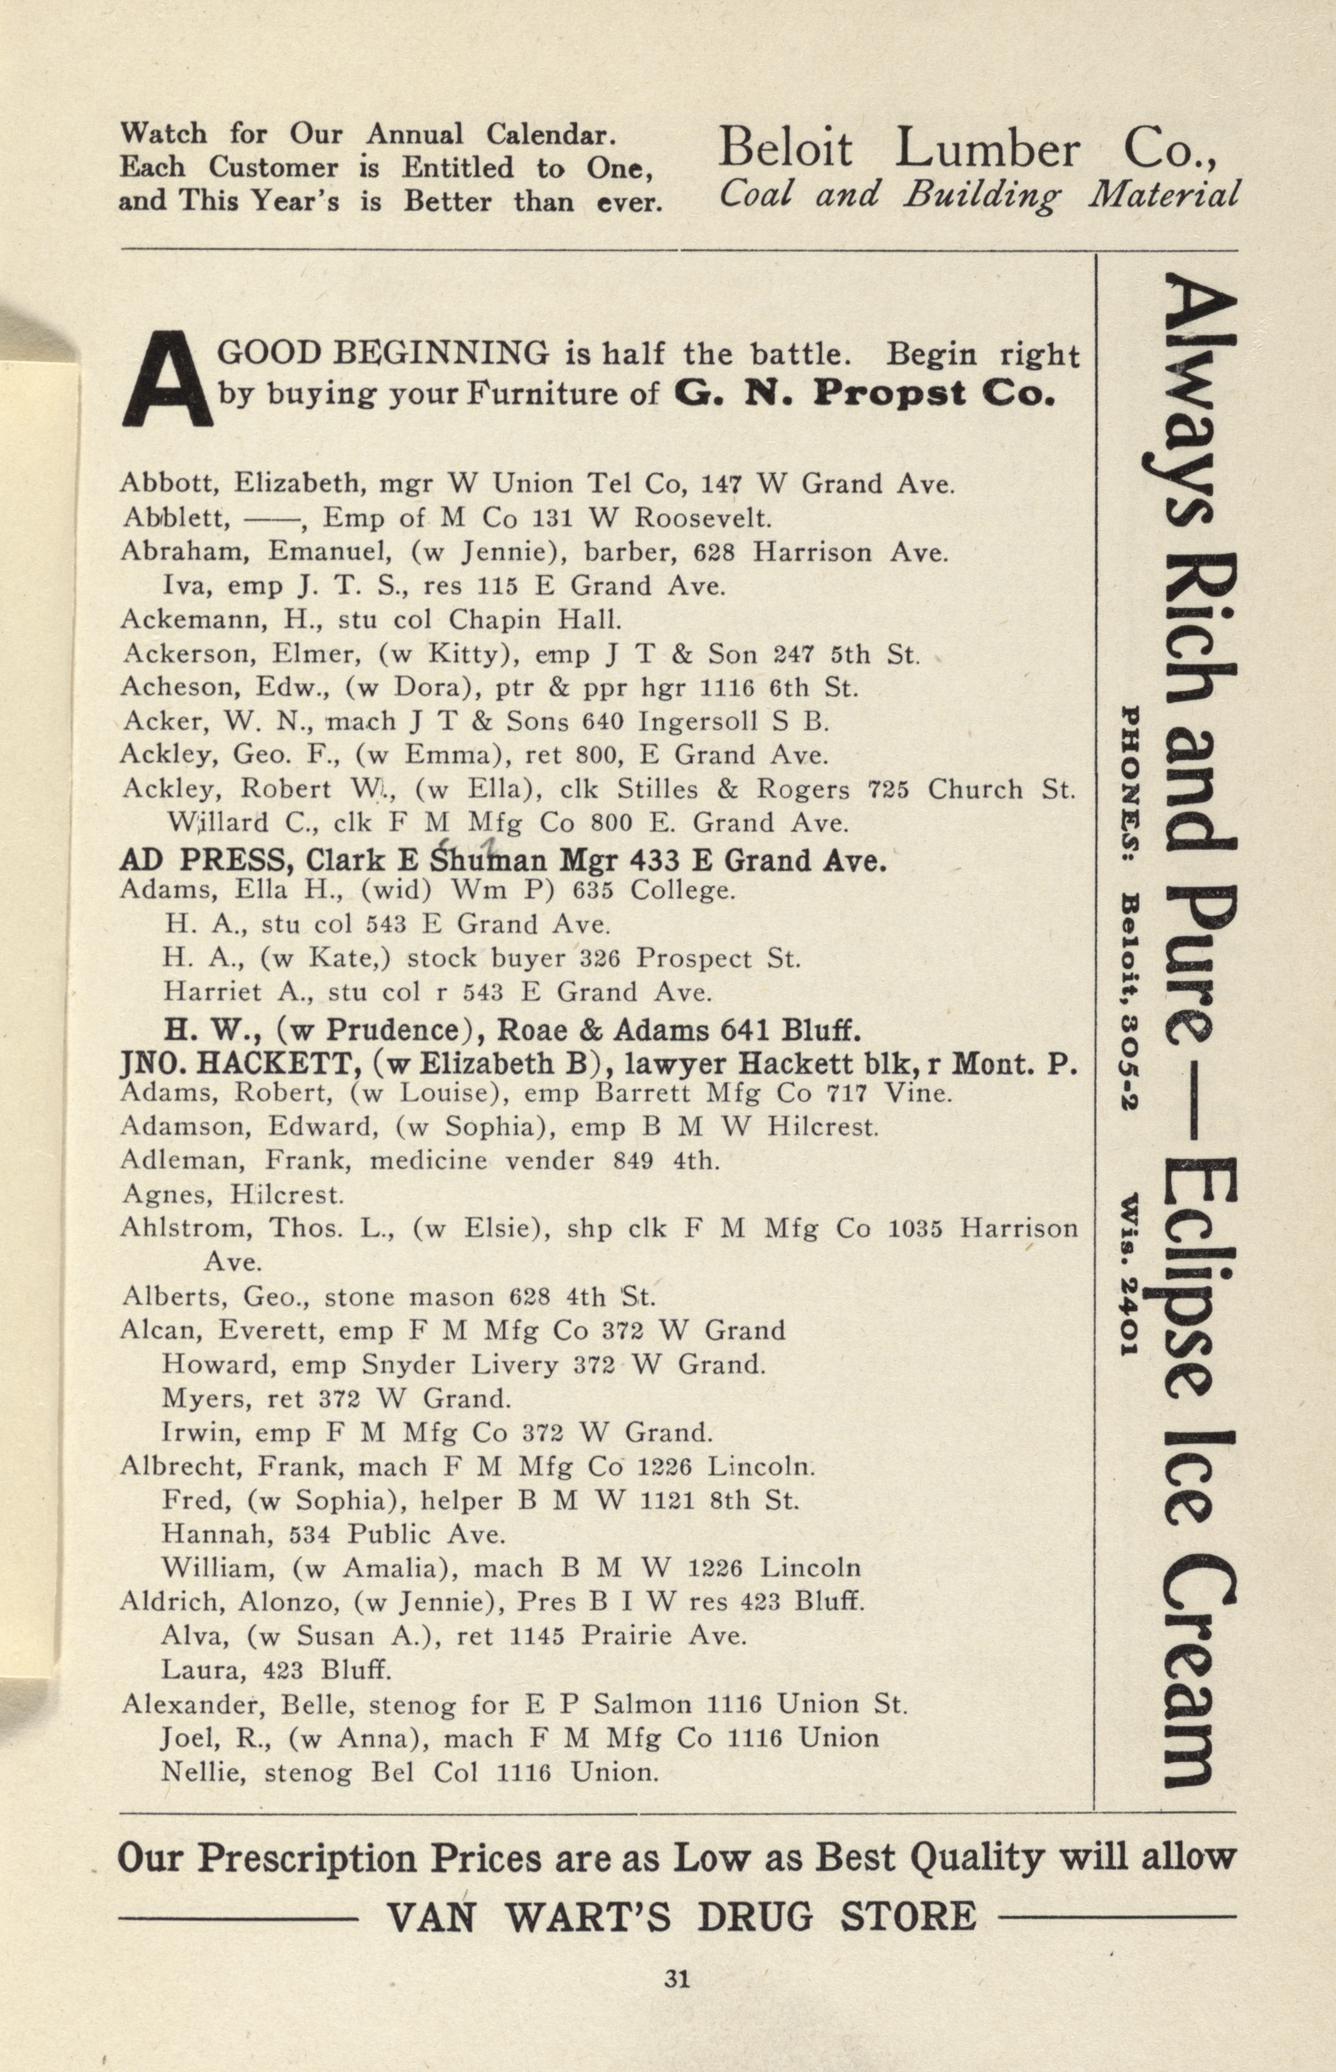 Watch for Our Annual Calendar.
Each Customer is Entitled to One,
and This Year's is Better than ever.
Beloit Lumber Co.,
Coal and Building Material
A GOOD BEGINNING is half the battle. Begin right
by buying your Furniture of G. N. Propst Co.
Abbott, Elizabeth, mgr W Union Tel Co, 147 W Grand Ave.
Abblett, ——, Emp of M Co 131 W Roosevelt.
Abraham, Emanuel, (w Jennie), barber, 628 Harrison Ave.
Iva, emp J. T. S., res 115 E Grand Ave.
Ackemann, H., stu col Chapin Hall.
Ackerson, Elmer, (w Kitty), emp J T & Son 247 5th St.
Acheson, Edw., (w Dora), ptr & ppr hgr 1116 6th St.
Acker, W. N., mach J T & Sons 640 Ingersoll S B.
Ackley, Geo. F., (w Emma), ret 800, E Grand Ave.
Ackley, Robert W., (w Ella), clk Stilles & Rogers 725 Church St.
Willard C., clk F M Mfg Co 800 E. Grand Ave.
AD PRESS, Clark E Shuman Mgr 433 E Grand Ave.
Adams, Ella H., (wid) Wm P) 635 College.
H. A., stu col 543 E Grand Ave.
H. A., (w Kate,) stock buyer 326 Prospect St.
Harriet A., stu col r 543 E Grand Ave.
H. W., (w Prudence), Roae & Adams 641 Bluff.
JNO. HACKETT, (w Elizabeth B), lawyer Hackett blk, r Mont. P.
Adams, Robert, (w Louise), emp Barrett Mfg Co 717 Vine.
Adamson, Edward, (w Sophia), emp B M W Hilcrest.
Adleman, Frank, medicine vender 849 4th.
Agnes, Hilcrest.
Ahlstrom, Thos. L., (w Elsie), shp clk F M Mfg Co 1035 Harrison
Ave.
Alberts, Geo., stone mason 628 4th St.
Alcan, Everett, emp F M Mfg Co 372 W Grand
Howard, emp Snyder Livery 372 W Grand.
Myers, ret 372 W Grand.
Irwin, emp F M Mfg Co 372 W Grand.
Albrecht, Frank, mach F M Mfg Co 1226 Lincoln.
Fred, (w Sophia), helper B M W 1121 8th St.
Hannah, 534 Public Ave.
William, (w Amalia), mach B M W 1226 Lincoln
Aldrich, Alonzo, (w Jennie), Pres B I W res 423 Bluff.
Alva, (w Susan A.), ret 1145 Prairie Ave.
Laura, 423 Bluff.
Alexander, Belle, stenog for E P Salmon 1116 Union St.
Joel, R., (w Anna), mach F M Mfg Co 1116 Union
Nellie, stenog Bel Col 1116 Union.
Always Rich and Pure — Eclipse Ice Cream
PHONES: Beloit, 305-2 Wis. 2401
Our Prescription Prices are as Low as Best Quality will allow
VAN WART'S DRUG STORE
31